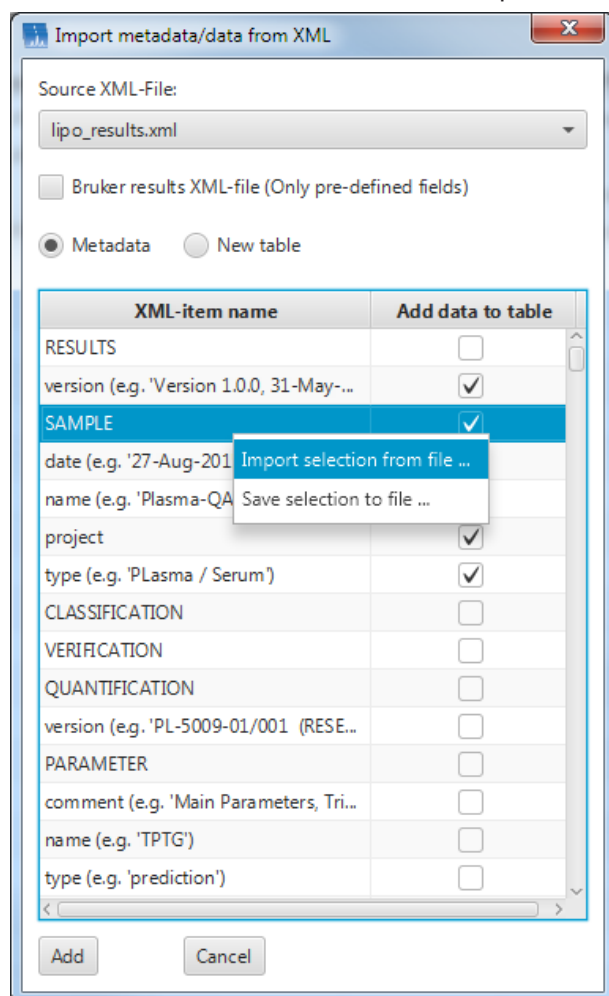 Import metadata/data from XML
Source XML-File:
lipo_results.xml
Bruker results XML-file (Only pre-defined fields)
Metadata New table
XML-item name Add data to table
RESULTS
version (e.g. 'Version 1.0.0, 31-May-...
SAMPLE
date (e.g. '27-Aug-201
Import selection from file ...
name (e.g. 'Plasma-QA
Save selection to file ...
project
type (e.g. 'PLasma / Serum')
CLASSIFICATION
VERIFICATION
QUANTIFICATION
version (e.g. 'PL-5009-01/001 (RESE...
PARAMETER
comment (e.g. 'Main Parameters, Tri...
name (e.g. 'TPTG')
type (e.g. 'prediction')
Add Cancel